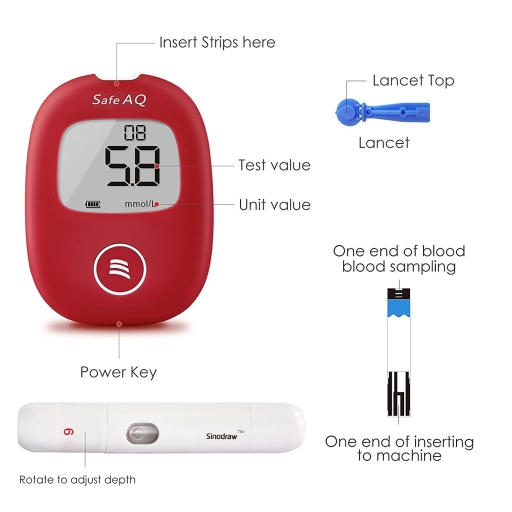 Insert Strips here
Safe AQ
08
5.8
mmol/L
Test value
Unit value
Power Key
Lancet Top
Lancet
One end of blood
blood sampling
One end of inserting
to machine
6
Sinodraw™
Rotate to adjust depth